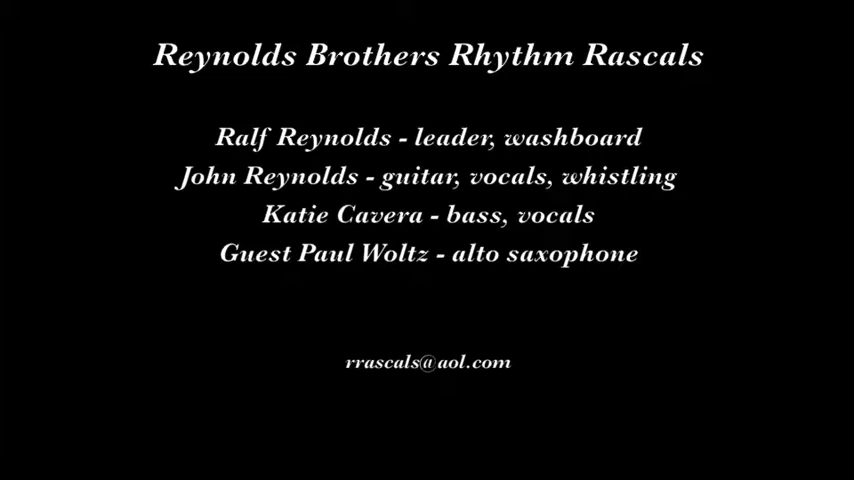 Reynolds Brothers Rhythm Rascals
Ralf Reynolds - leader, washboard
John Reynolds - guitar, vocals, whistling
Katie Cavera - bass, vocals
Guest Paul Woltz - alto saxophone
rrascals@aol.com